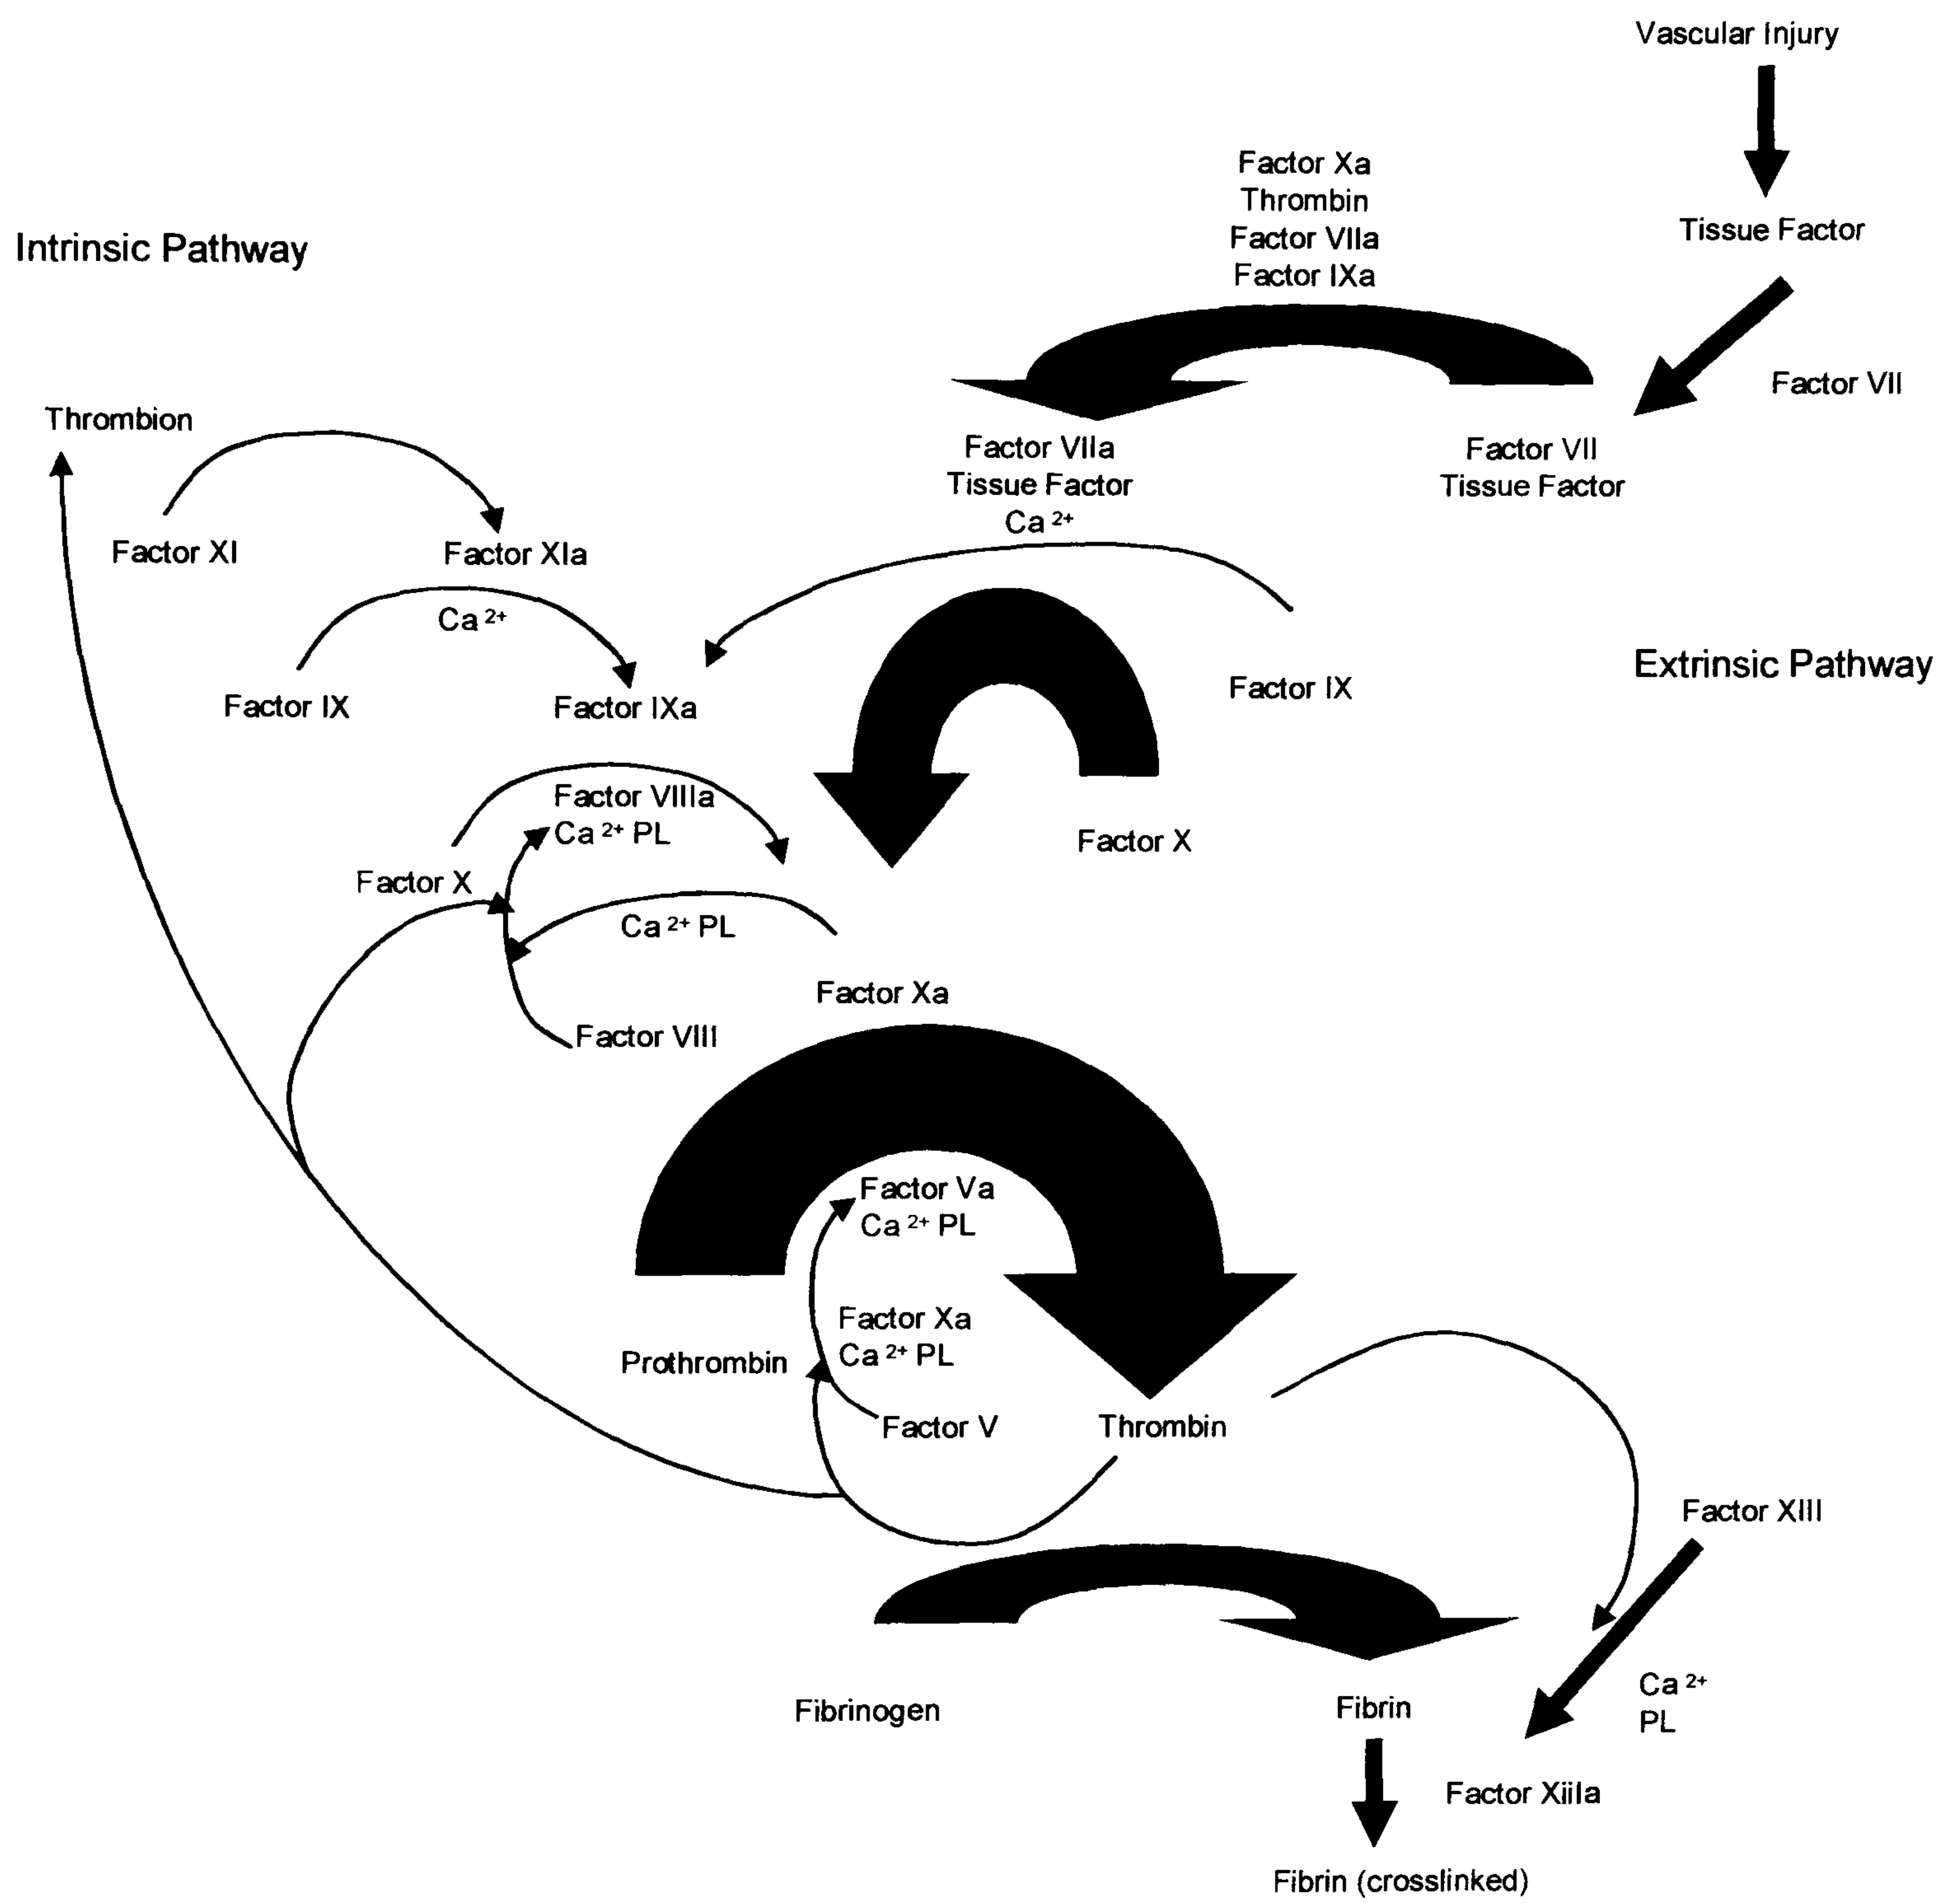 Vascular Injury
Factor Xa
Thrombin
Factor VIIa
Factor IXa
Tissue Factor
Intrinsic Pathway
Factor VII
Thrombion
Factor VIIa
Tissue Factor
Ca 2+
Factor VII
Tissue Factor
Factor XI
Factor XIa
Ca 2+
Extrinsic Pathway
Factor IX
Factor IX
Factor IXa
Factor VIIIa
Ca 2+ PL
Factor X
Factor X
Ca 2+ PL
Factor Xa
Factor VIII
Factor Va
Ca 2+ PL
Factor Xa
Ca 2+ PL
Prothrombin
Factor V
Thrombin
Factor XIII
Ca 2+
PL
Fibrinogen
Fibrin
Factor XiiIa
Fibrin (crosslinked)